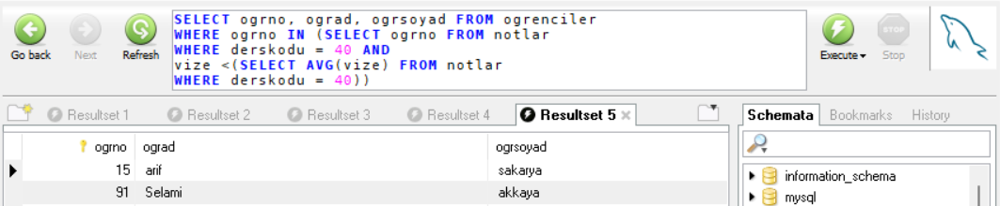 SELECT ogrno, ograd, ogrsoyad FROM ogrenciler
WHERE ogrno IN (SELECT ogrno FROM notlar
WHERE derskodu = 40 AND
vize <(SELECT AVG(vize) FROM notlar
WHERE derskodu = 40))
Go back Next Refresh Execute STOP Stop
Resultset 1 Resultset 2 Resultset 3 Resultset 4 Resultset 5 Schemata Bookmarks History
ogrno ograd ogrsoyad
15 arif sakarya
91 Selami akkaya
information_schema
mysql